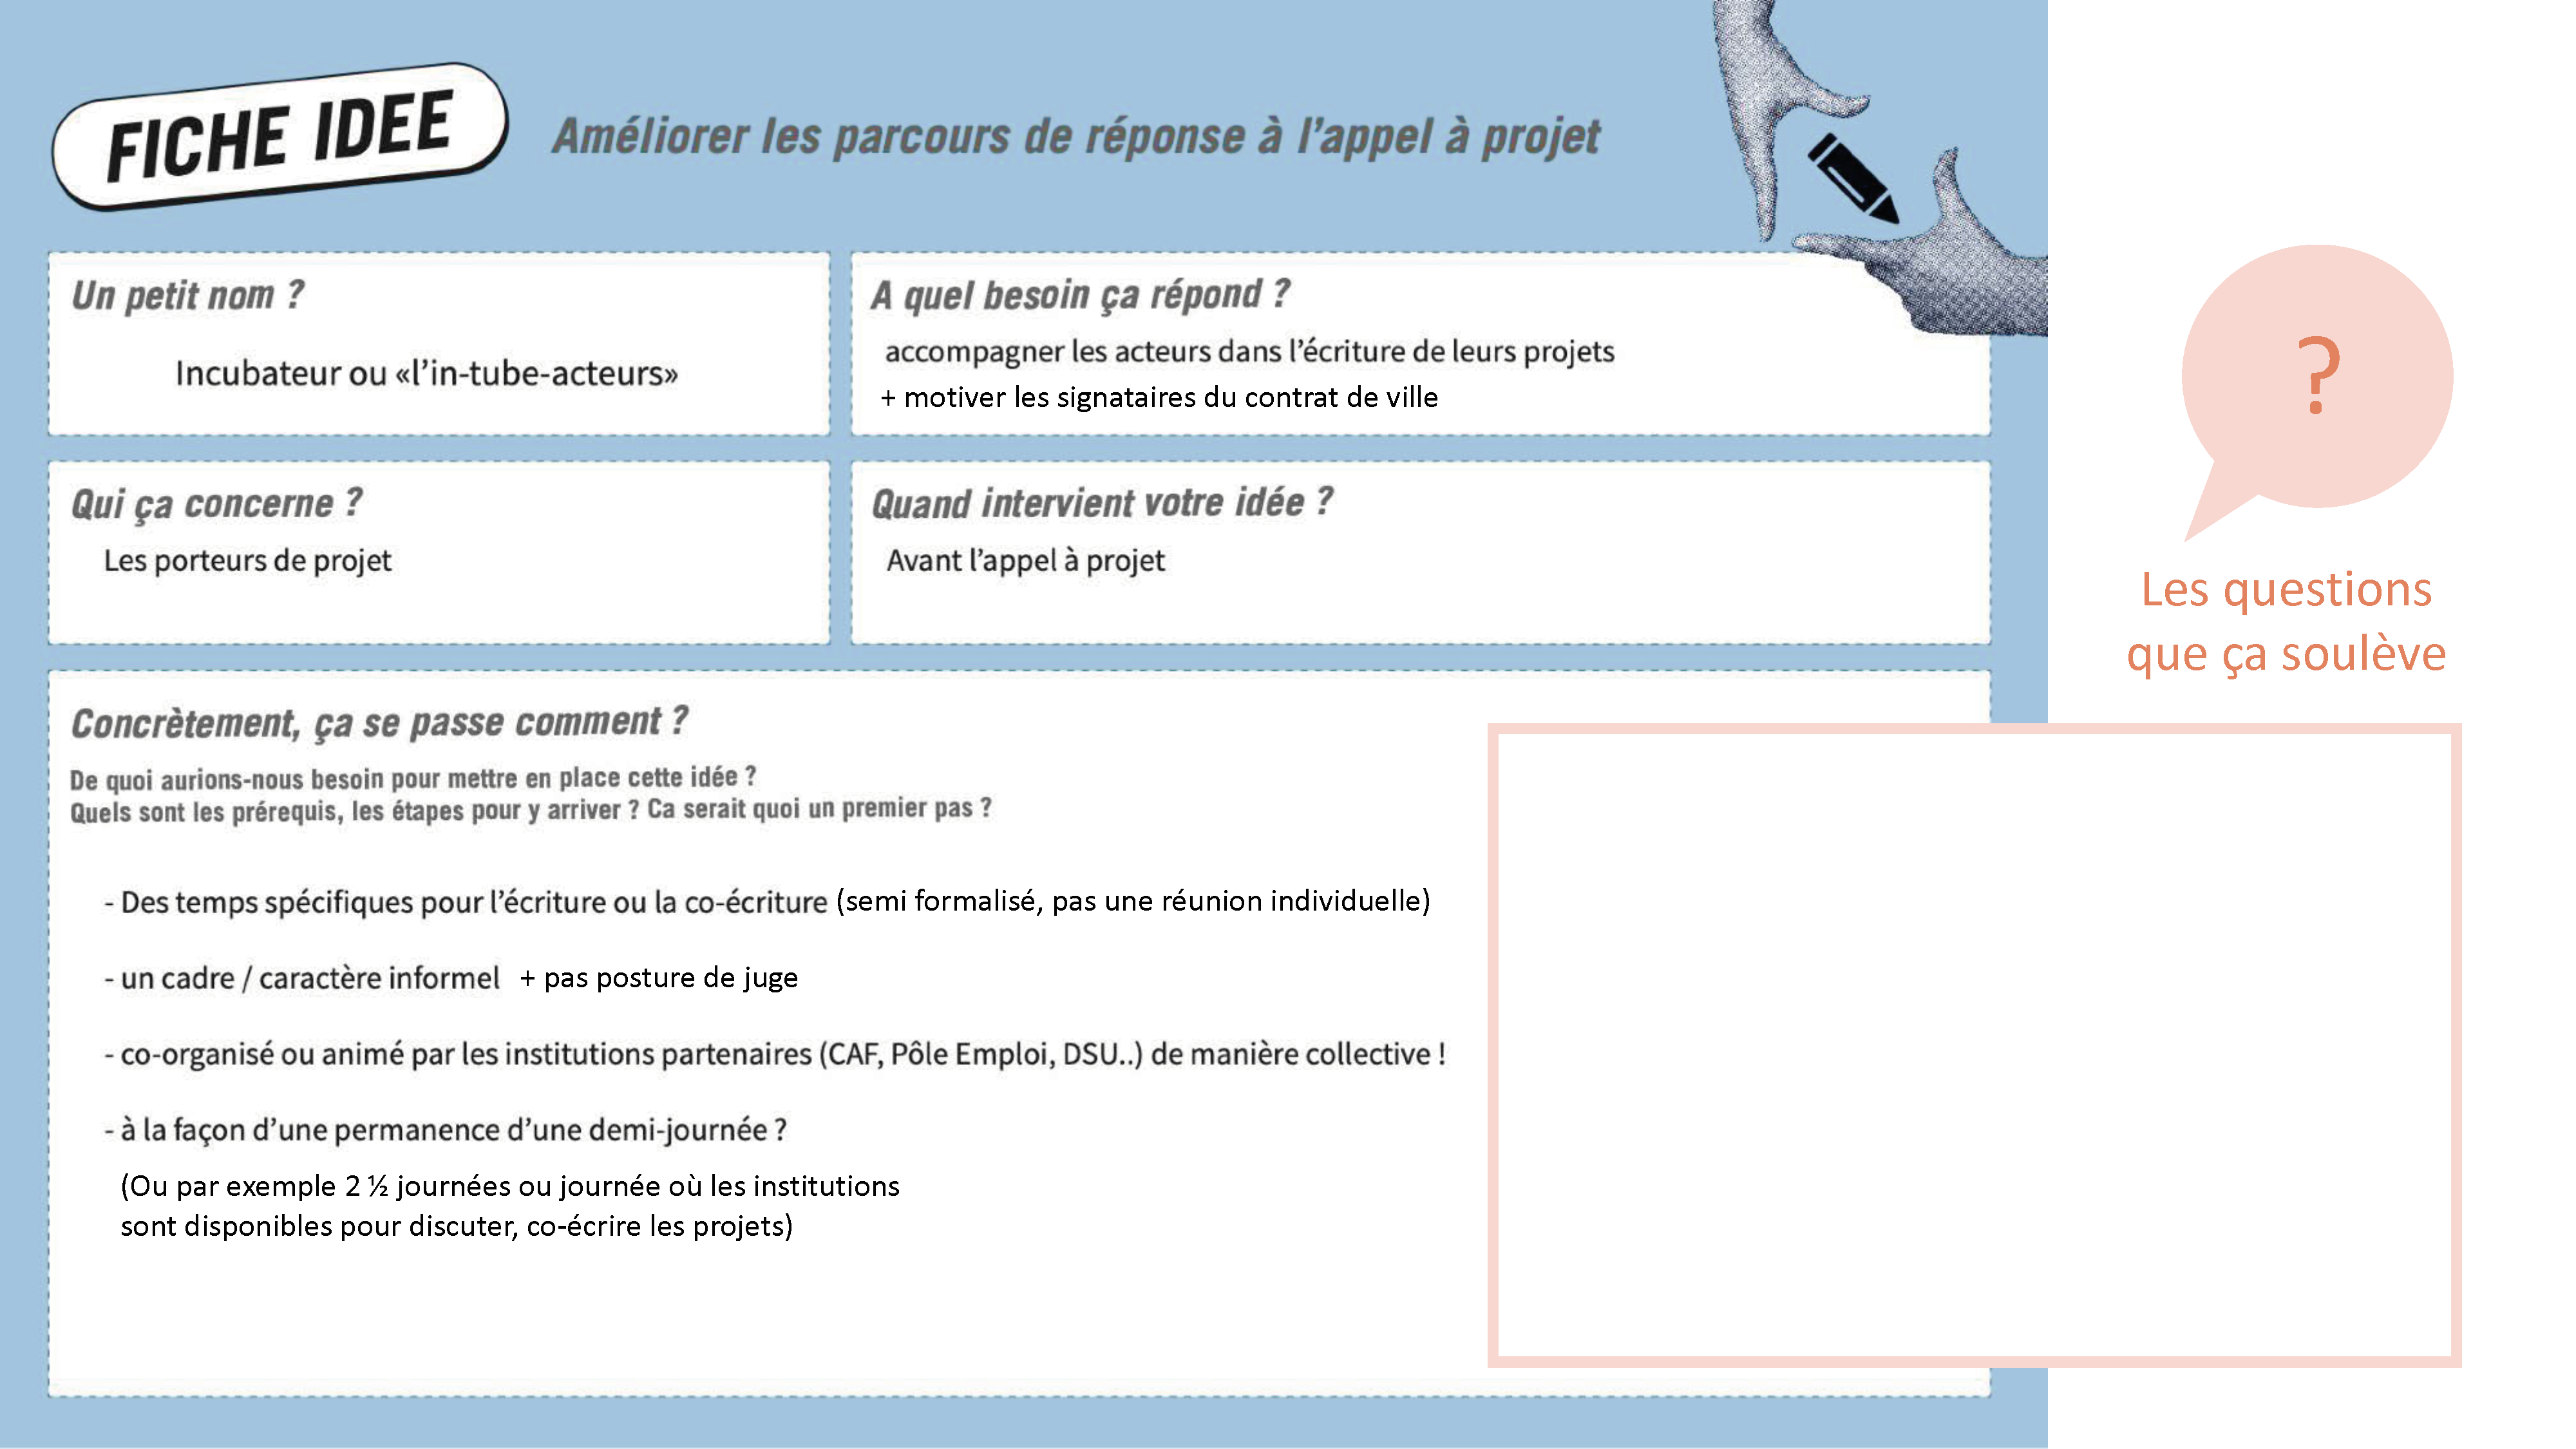 FICHE IDEE
Améliorer les parcours de réponse à l'appel à projet
Un petit nom ?
Incubateur ou «l'in-tube-acteurs»
A quel besoin ça répond ?
accompagner les acteurs dans l'écriture de leurs projets
+ motiver les signataires du contrat de ville
Qui ça concerne ?
Les porteurs de projet
Quand intervient votre idée ?
Avant l'appel à projet
?
Les questions
que ça soulève
Concrètement, ça se passe comment ?
De quoi aurions-nous besoin pour mettre en place cette idée ?
Quels sont les prérequis, les étapes pour y arriver ? Ca serait quoi un premier pas ?
- Des temps spécifiques pour l'écriture ou la co-écriture (semi formalisé, pas une réunion individuelle)
- un cadre / caractère informel + pas posture de juge
- co-organisé ou animé par les institutions partenaires (CAF, Pôle Emploi, DSU..) de manière collective !
- à la façon d'une permanence d'une demi-journée ?
(Ou par exemple 2 ½ journées ou journée où les institutions
sont disponibles pour discuter, co-écrire les projets)